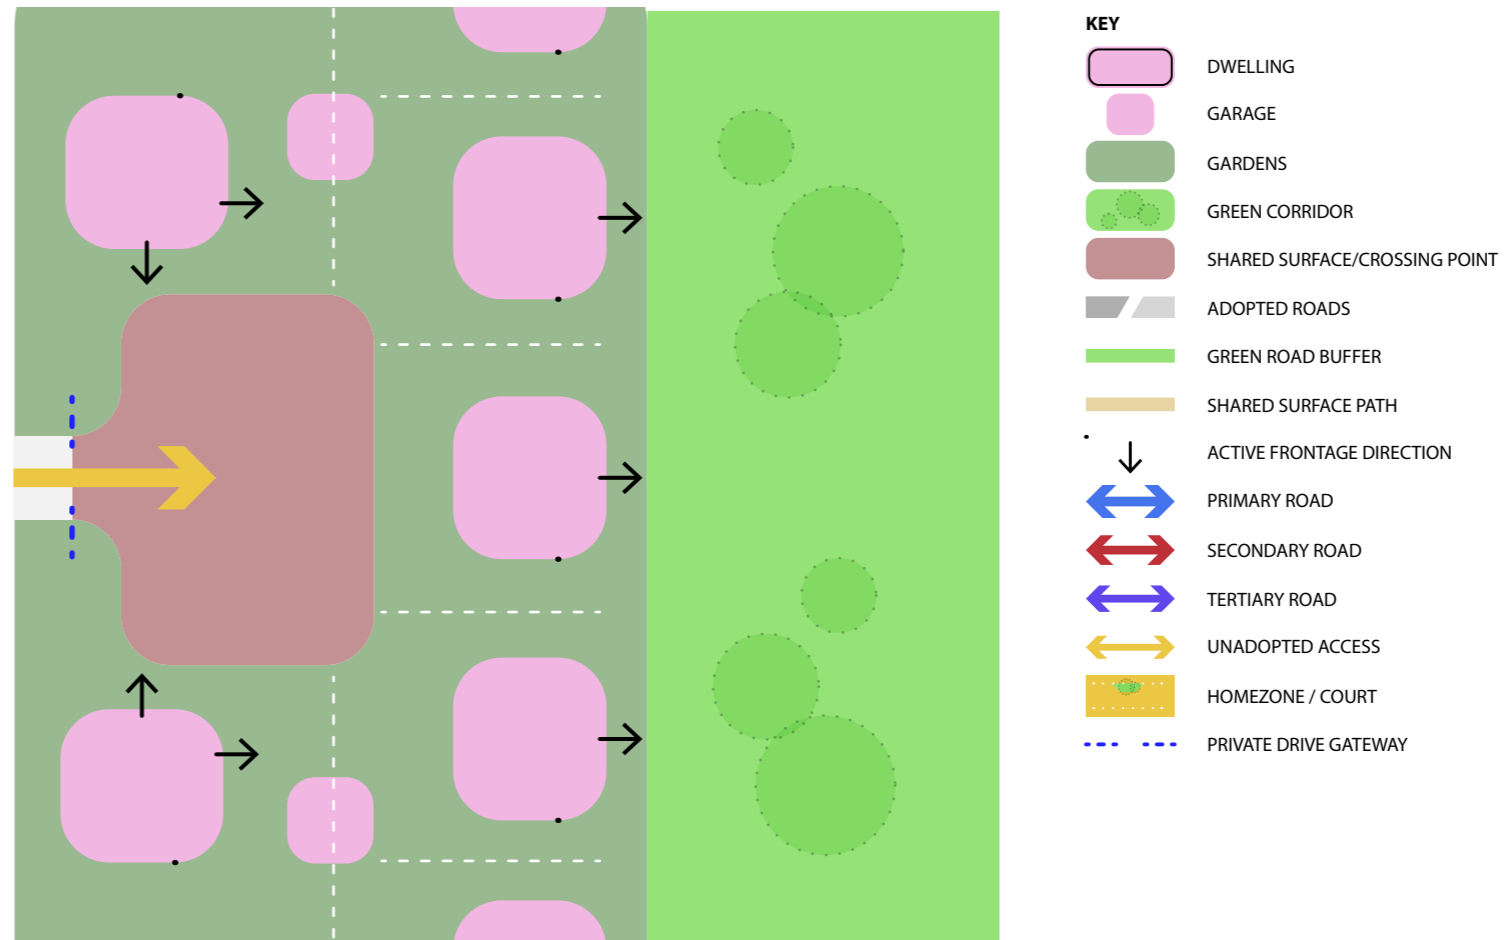 KEY
DWELLING
GARAGE
GARDENS
GREEN CORRIDOR
SHARED SURFACE/CROSSING POINT
ADOPTED ROADS
GREEN ROAD BUFFER
SHARED SURFACE PATH
ACTIVE FRONTAGE DIRECTION
PRIMARY ROAD
SECONDARY ROAD
TERTIARY ROAD
UNADOPTED ACCESS
HOMEZONE / COURT
PRIVATE DRIVE GATEWAY